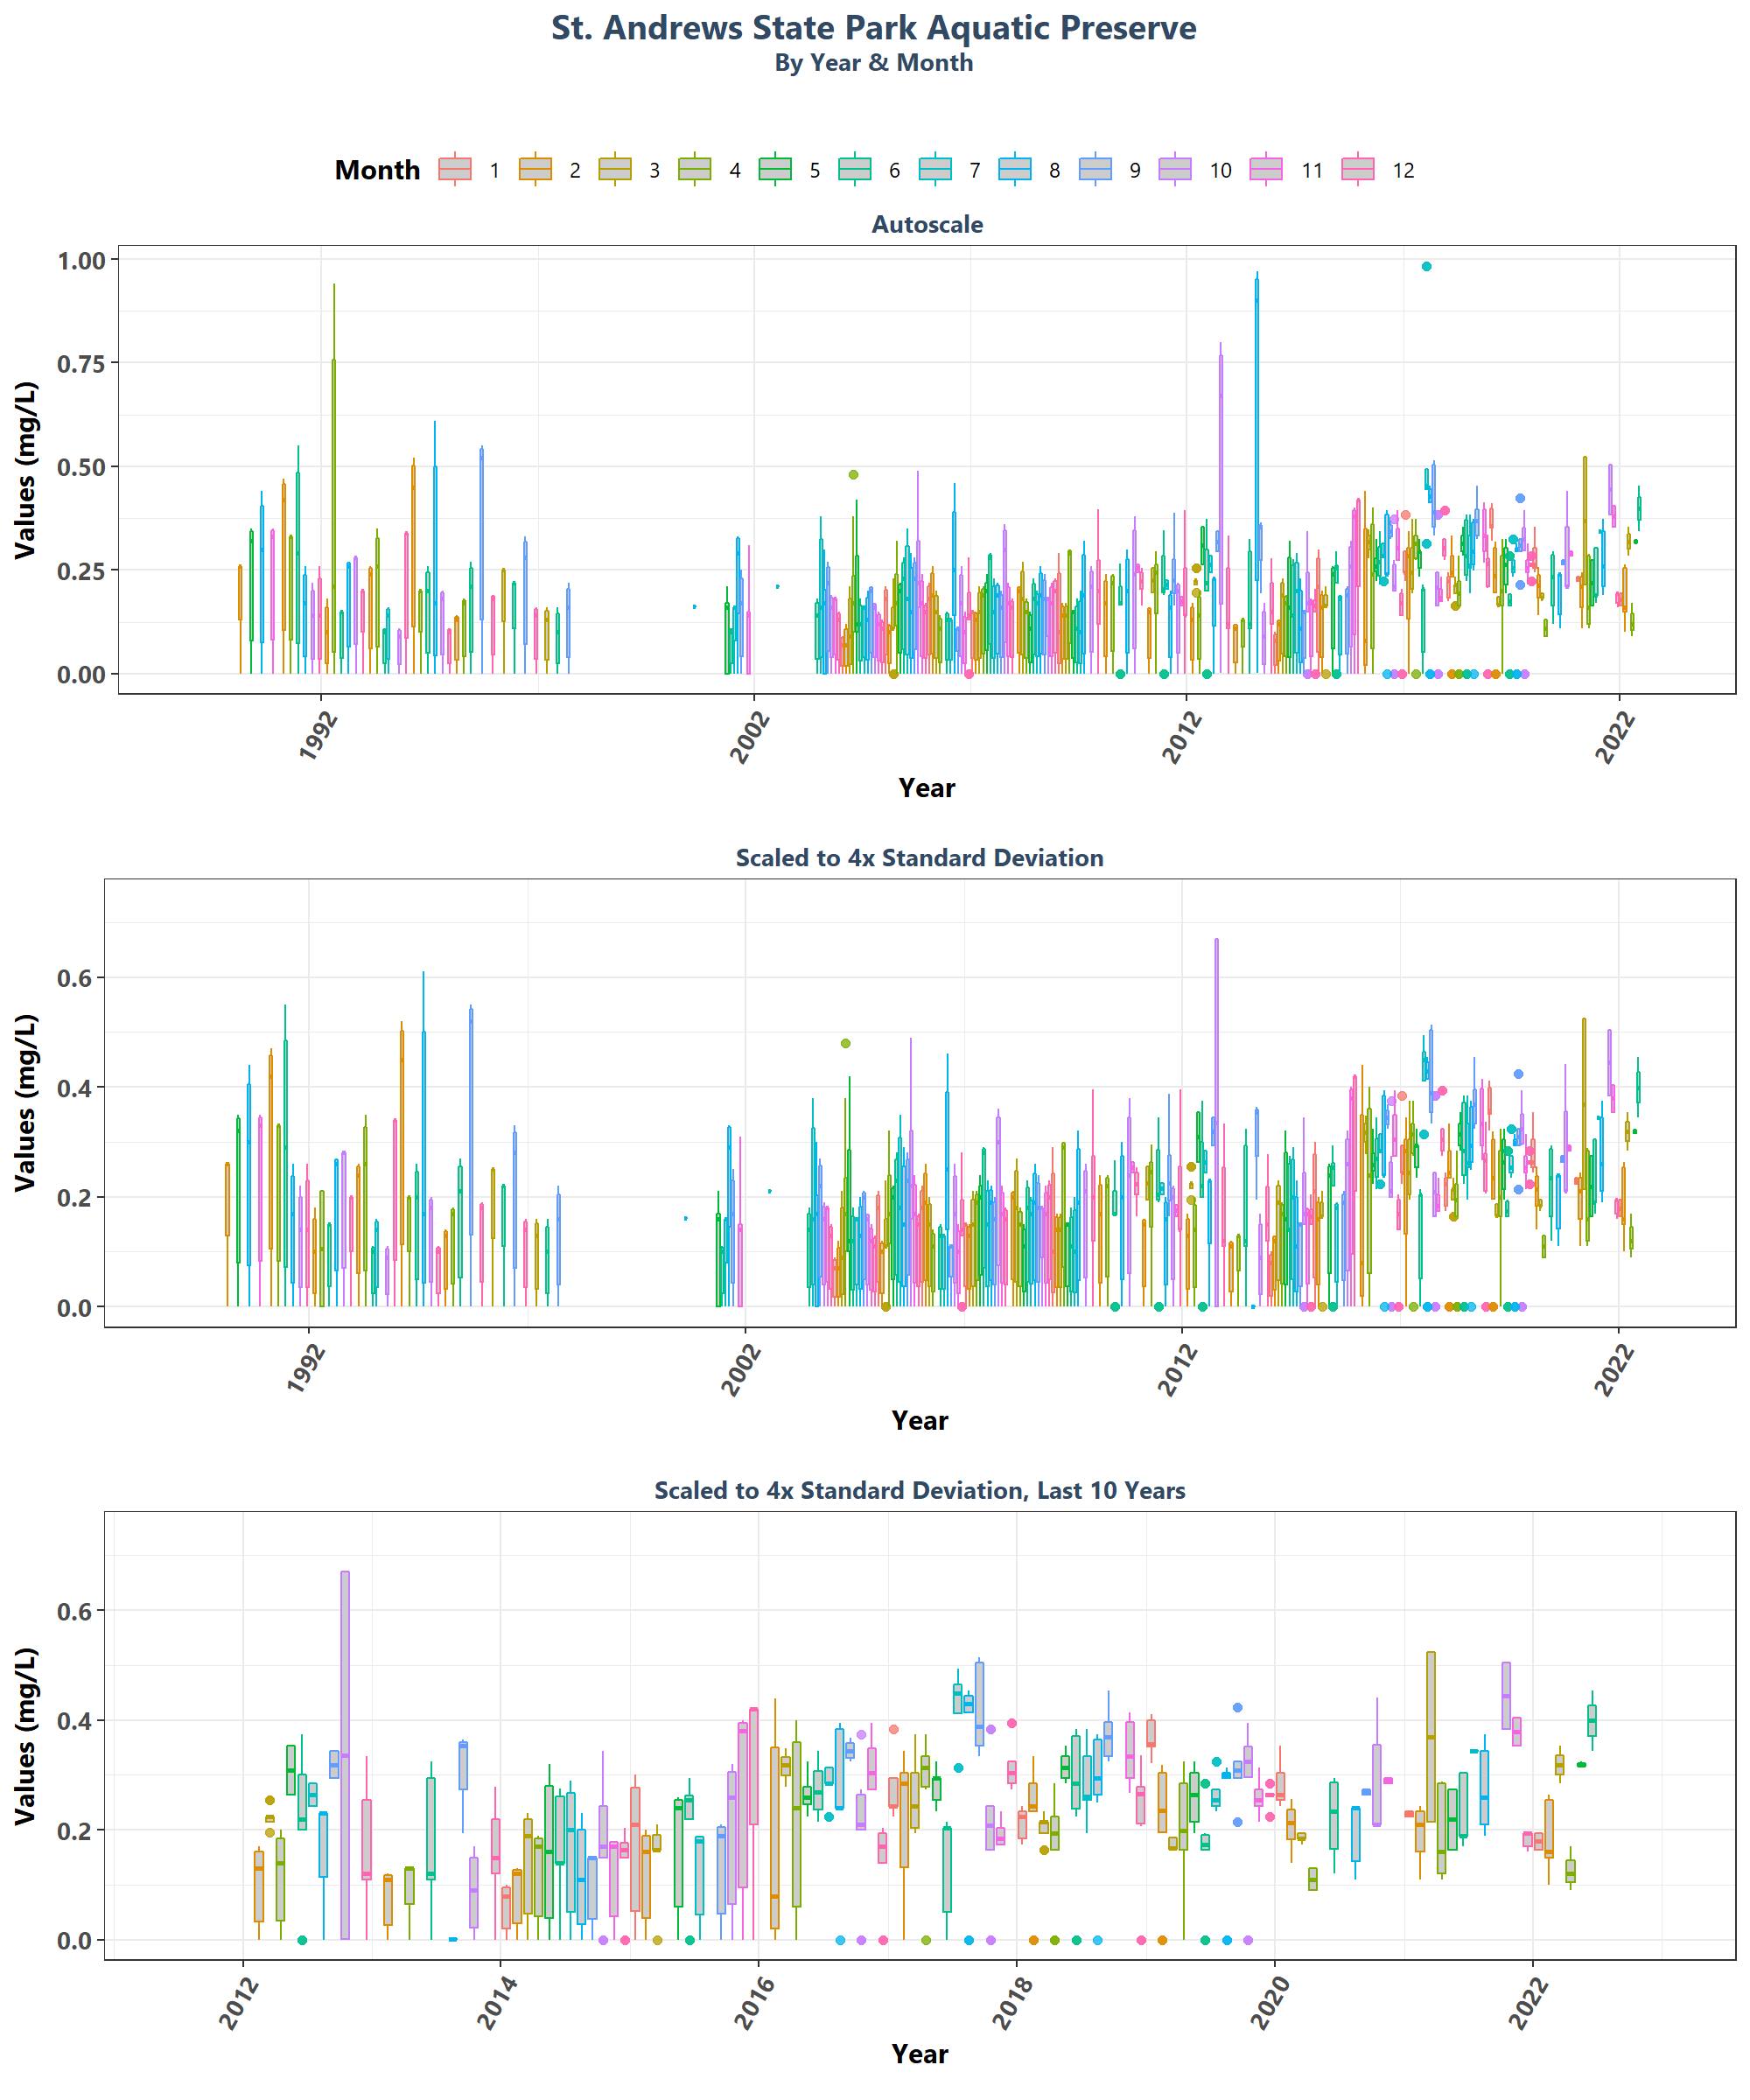 St. Andrews State Park Aquatic Preserve
By Year & Month
Month 1 2 3 4 5 6 7 8 9 10 11 12
Autoscale
Values (mg/L)
1.00
0.75
0.50
0.25
0.00
1992 2002 2012 2022
Year
Scaled to 4x Standard Deviation
Values (mg/L)
0.6
0.4
0.2
0.0
1992 2002 2012 2022
Year
Scaled to 4x Standard Deviation, Last 10 Years
Values (mg/L)
0.6
0.4
0.2
0.0
2012 2014 2016 2018 2020 2022
Year